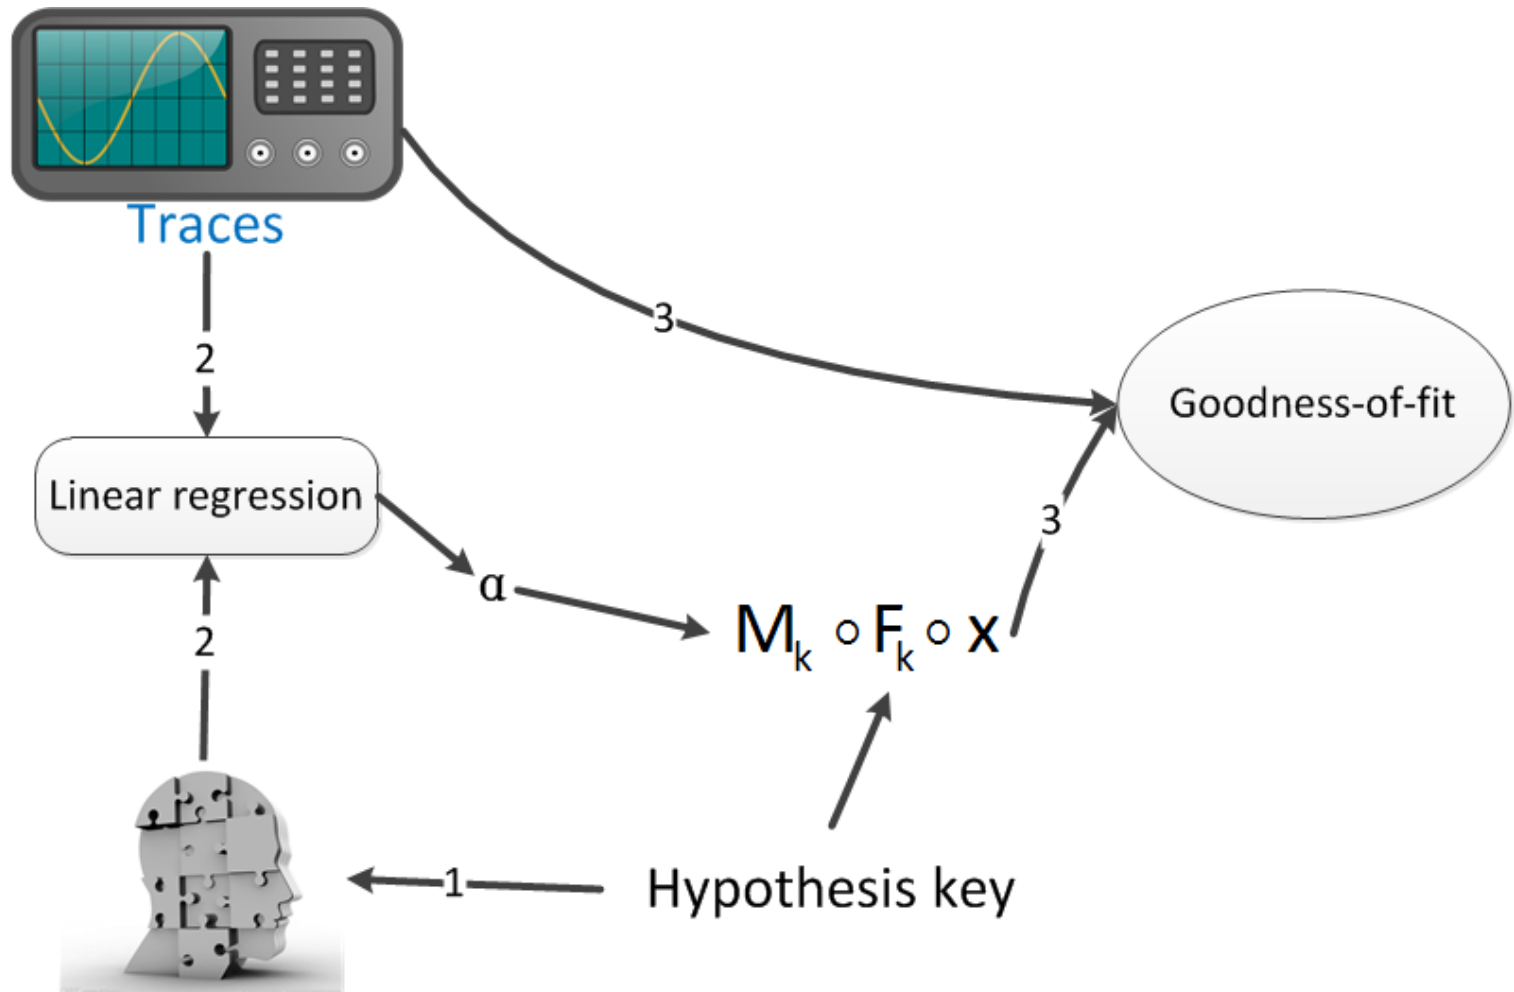 Traces
3
2
Goodness-of-fit
Linear regression
3
α
2
Mₖ ∘ Fₖ ∘ x
1
Hypothesis key